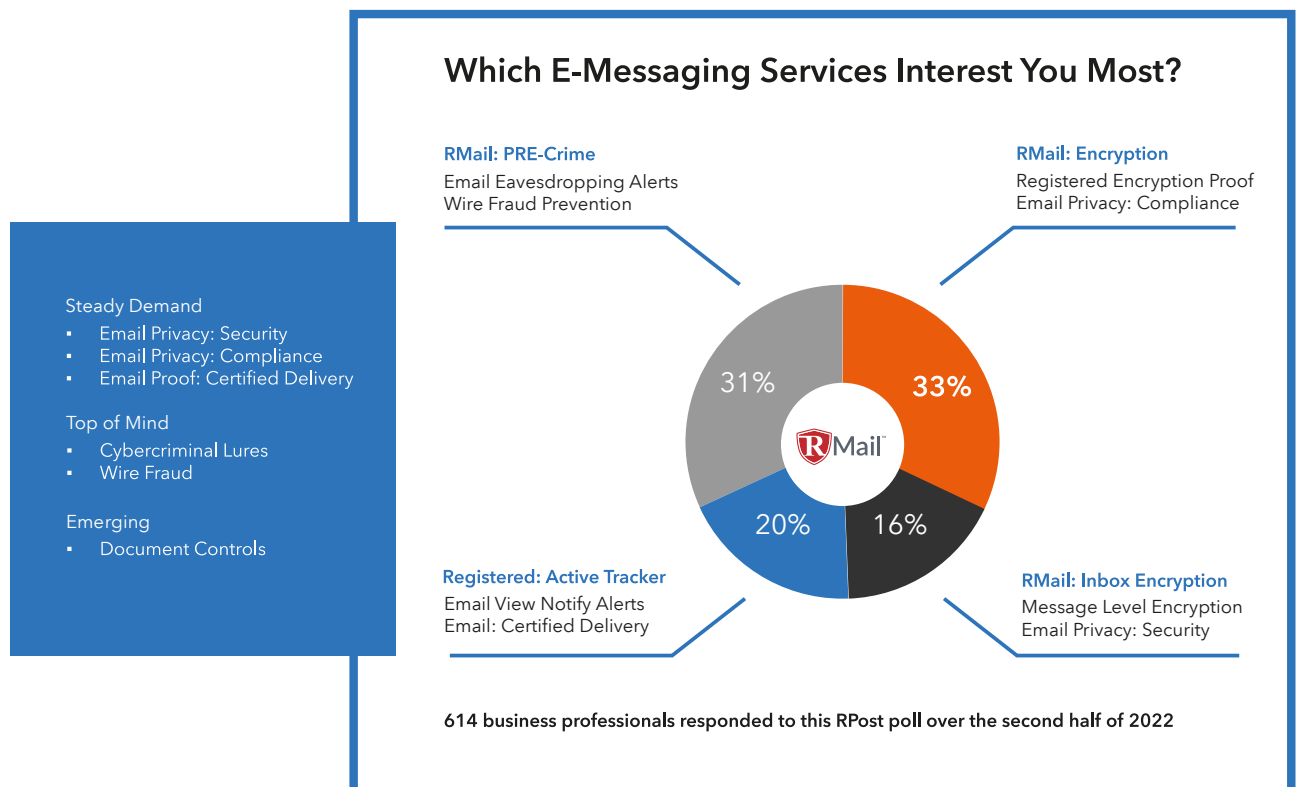 Which E-Messaging Services Interest You Most?
RMail: PRE-Crime
Email Eavesdropping Alerts
Wire Fraud Prevention
RMail: Encryption
Registered Encryption Proof
Email Privacy: Compliance
Steady Demand
▪ Email Privacy: Security
▪ Email Privacy: Compliance
▪ Email Proof: Certified Delivery
Top of Mind
▪ Cybercriminal Lures
▪ Wire Fraud
Emerging
▪ Document Controls
31%
33%
RMail™
20%
16%
Registered: Active Tracker
Email View Notify Alerts
Email: Certified Delivery
RMail: Inbox Encryption
Message Level Encryption
Email Privacy: Security
614 business professionals responded to this RPost poll over the second half of 2022